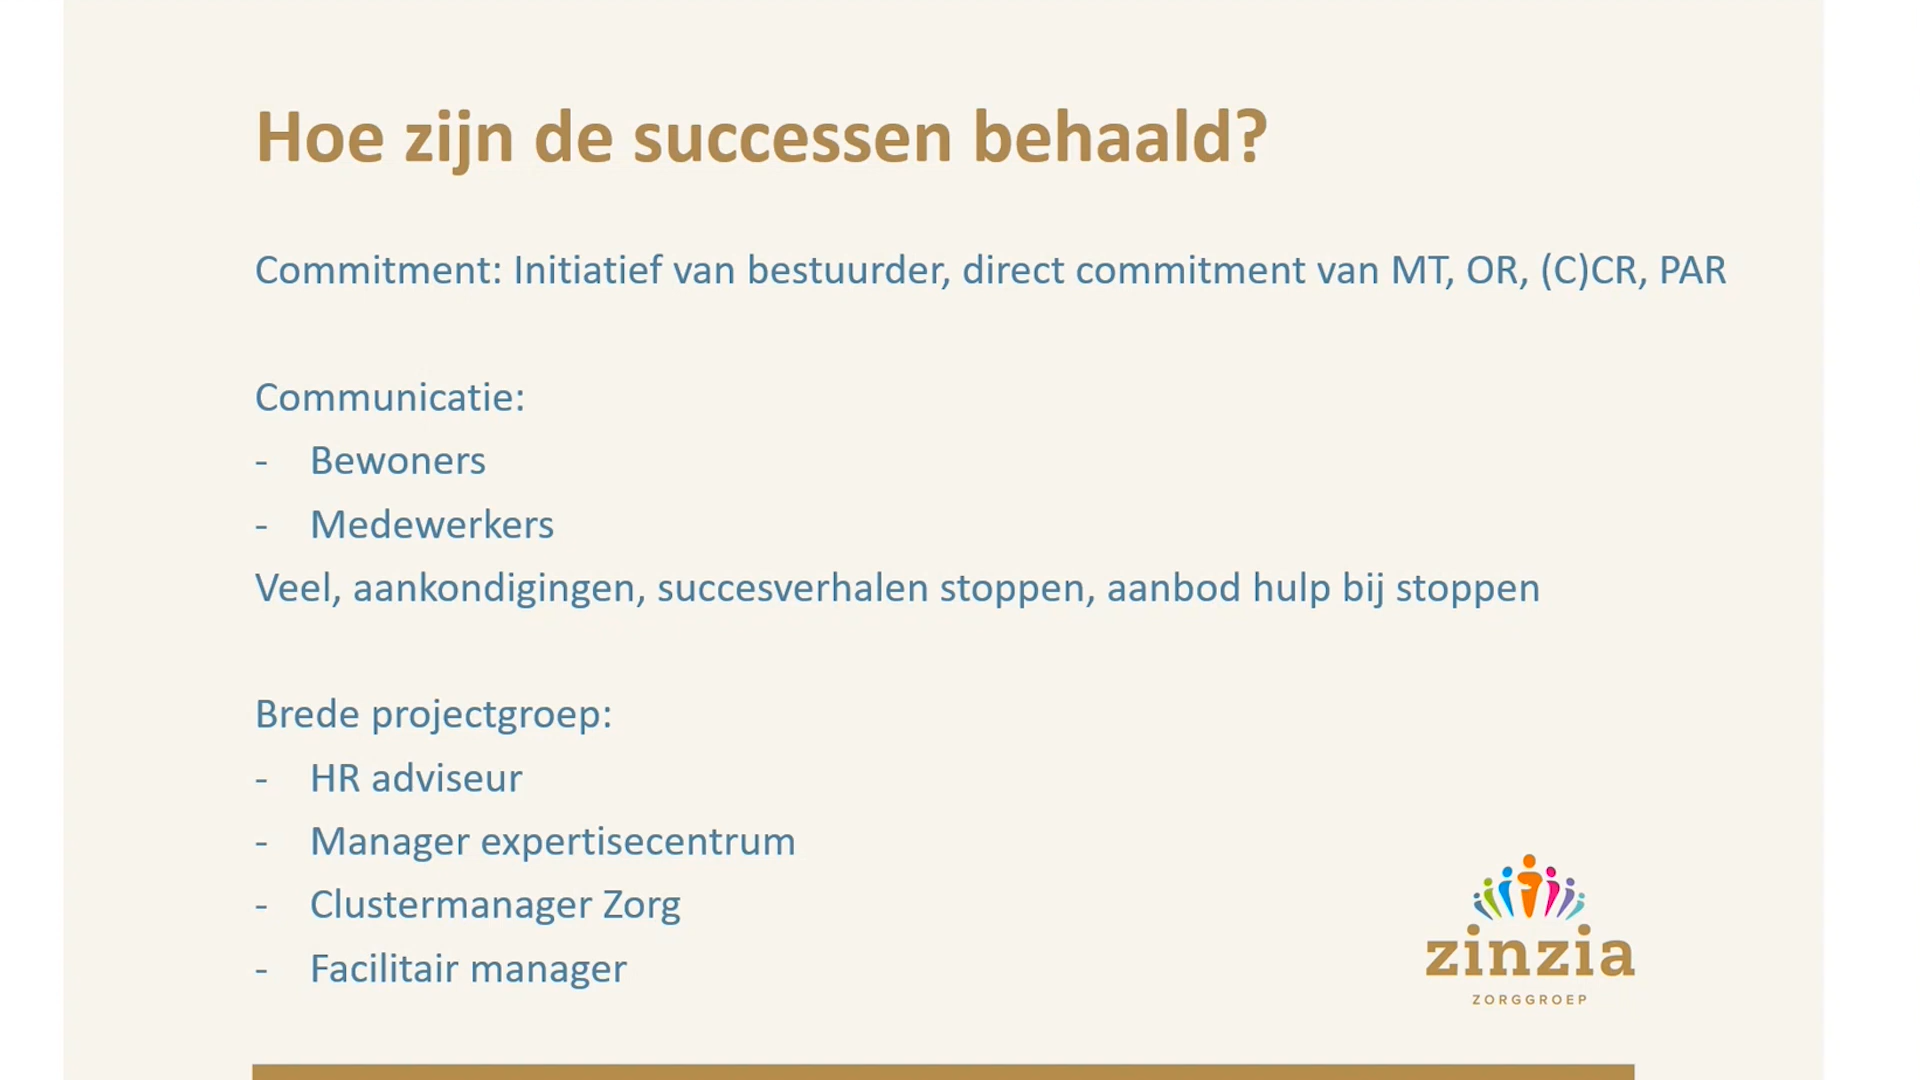 Hoe zijn de successen behaald?
Commitment: Initiatief van bestuurder, direct commitment van MT, OR, (C)CR, PAR
Communicatie:
- Bewoners
- Medewerkers
Veel, aankondigingen, succesverhalen stoppen, aanbod hulp bij stoppen
Brede projectgroep:
- HR adviseur
- Manager expertisecentrum
- Clustermanager Zorg
- Facilitair manager
zinzia
ZORGGROEP